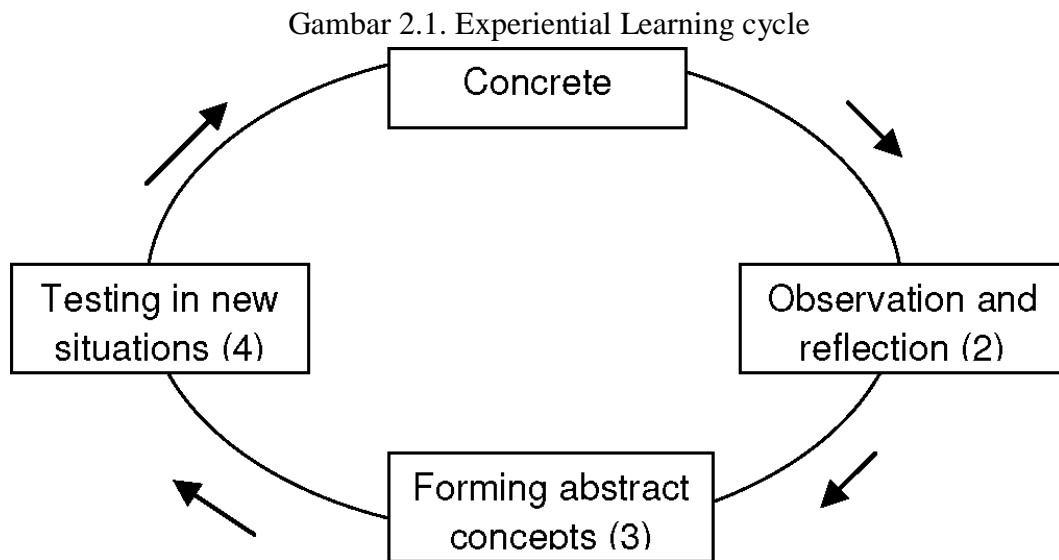 Gambar 2.1. Experiential Learning cycle
Concrete
Testing in new
situations (4)
Observation and
reflection (2)
Forming abstract
concepts (3)